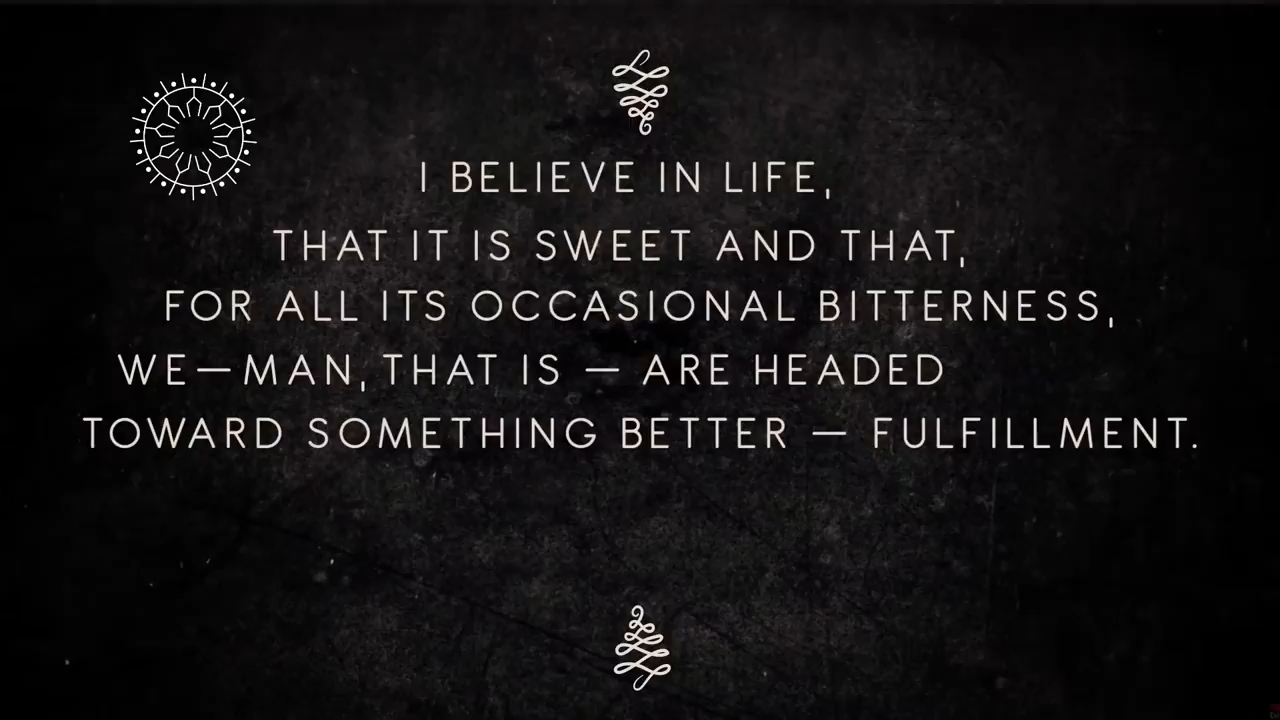 I BELIEVE IN LIFE,
THAT IT IS SWEET AND THAT,
FOR ALL ITS OCCASIONAL BITTERNESS,
WE—MAN, THAT IS — ARE HEADED
TOWARD SOMETHING BETTER — FULFILLMENT.